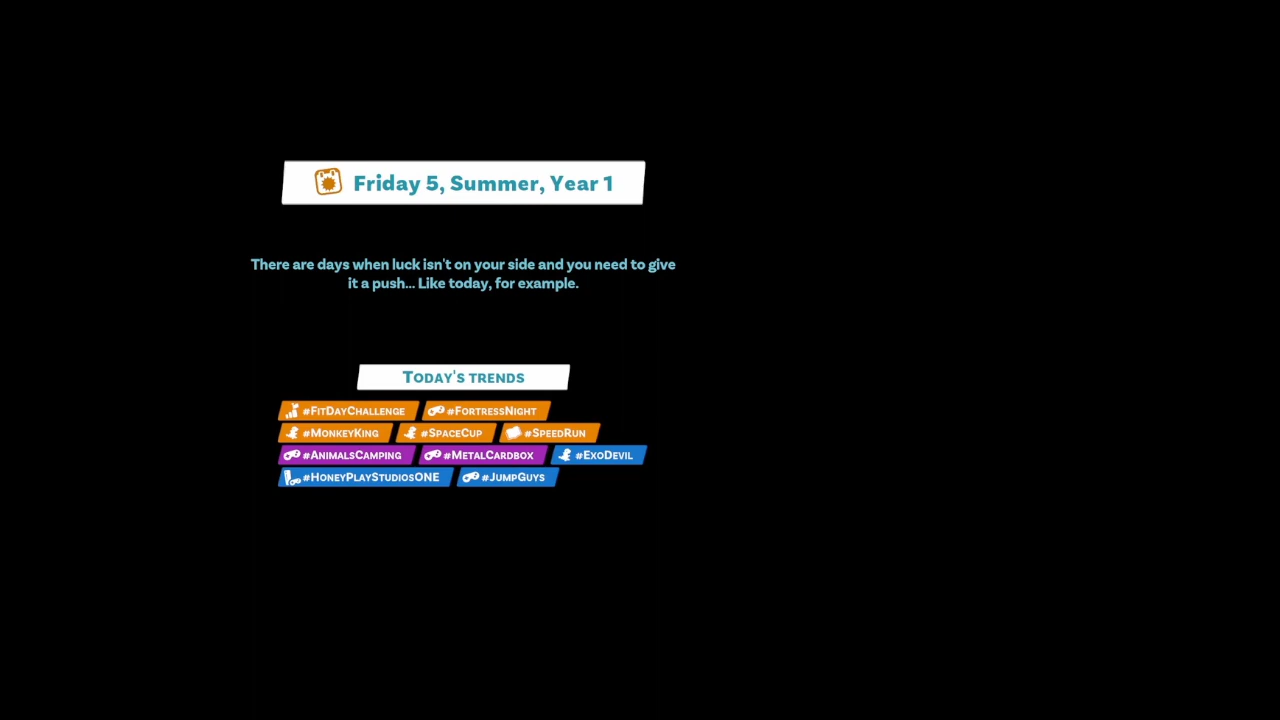 Friday 5, Summer, Year 1
There are days when luck isn't on your side and you need to give
it a push... Like today, for example.
Today's trends
#FitDayChallenge #FortressNight
#MonkeyKing #SpaceCup #SpeedRun
#AnimalsCamping #MetalCardbox #ExoDevil
#HoneyPlayStudiosONE #JumpGuys